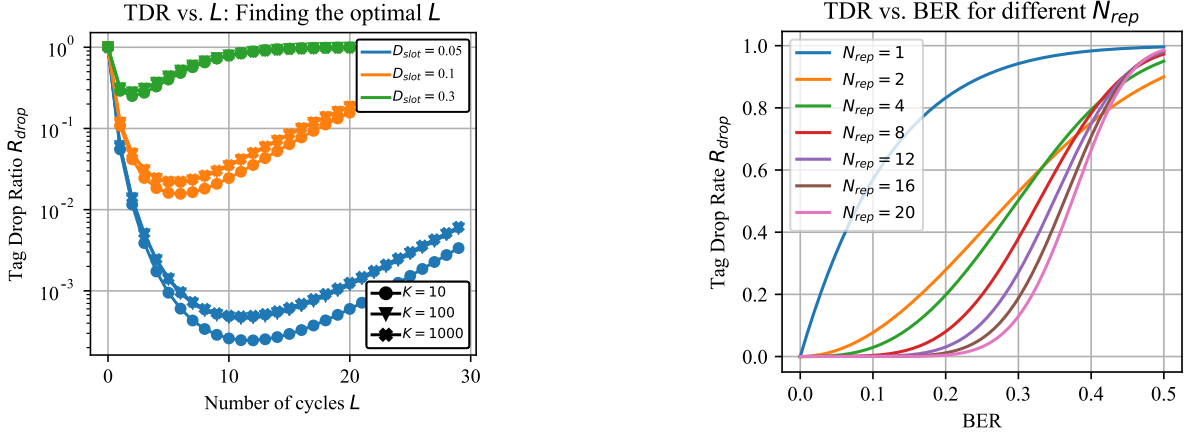 TDR vs. L: Finding the optimal L
10⁰
10⁻¹
10⁻²
10⁻³
Tag Drop Ratio R_drop
D_slot = 0.05
D_slot = 0.1
D_slot = 0.3
K = 10
K = 100
K = 1000
0 10 20 30
Number of cycles L
TDR vs. BER for different N_rep
1.0
0.8
0.6
0.4
0.2
0.0
Tag Drop Rate R_drop
N_rep = 1
N_rep = 2
N_rep = 4
N_rep = 8
N_rep = 12
N_rep = 16
N_rep = 20
0.0 0.1 0.2 0.3 0.4 0.5
BER